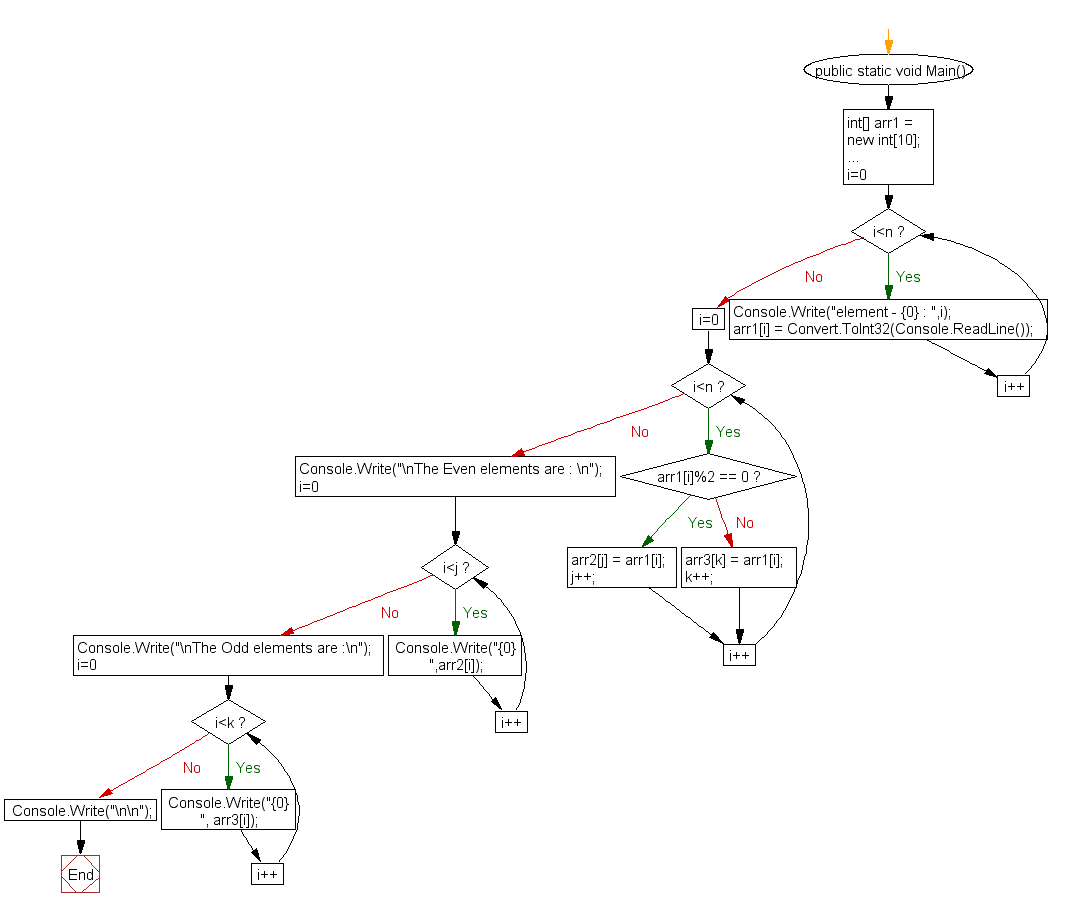 public static void Main()
int[] arr1 =
new int[10];
...
i=0
i<n ?
No
Yes
i=0
Console.Write("element - {0} : ",i);
arr1[i] = Convert.ToInt32(Console.ReadLine());
i++
i<n ?
No
Yes
Console.Write("\nThe Even elements are : \n");
i=0
arr1[i]%2 == 0 ?
Yes
No
arr2[j] = arr1[i];
j++;
arr3[k] = arr1[i];
k++;
i++
i<j ?
No
Yes
Console.Write("\nThe Odd elements are :\n");
i=0
Console.Write("{0}
",arr2[i]);
i++
i<k ?
No
Yes
Console.Write("\n\n");
Console.Write("{0}
", arr3[i]);
i++
End